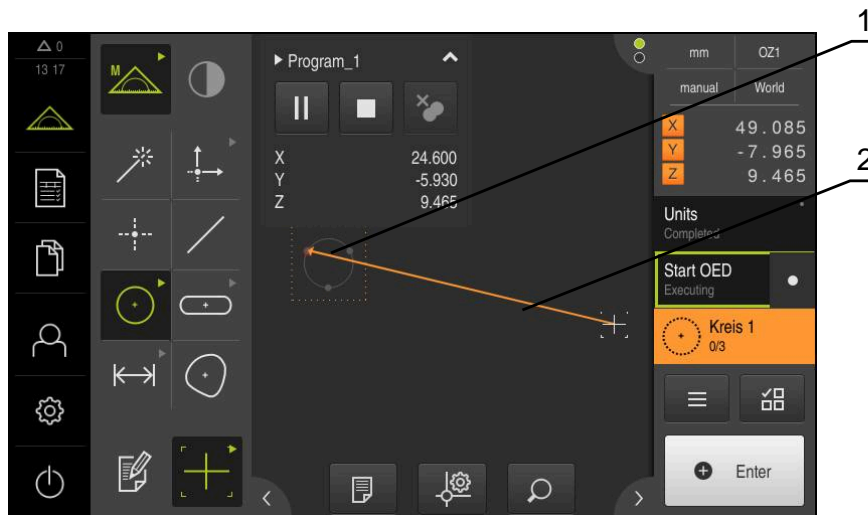 1
△ 0
13 17
M
Program_1
mm
OZ1
manual
World
X 49.085
Y -7.965
Z 9.465
2
X 24.600
Y -5.930
Z 9.465
Units
Completed
Start OED
Executing
Kreis 1
0/3
Enter